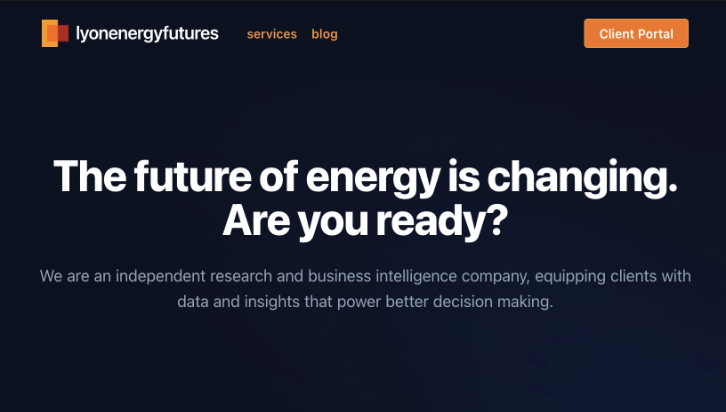 lyonenergyfutures services blog Client Portal
The future of energy is changing.
Are you ready?
We are an independent research and business intelligence company, equipping clients with
data and insights that power better decision making.